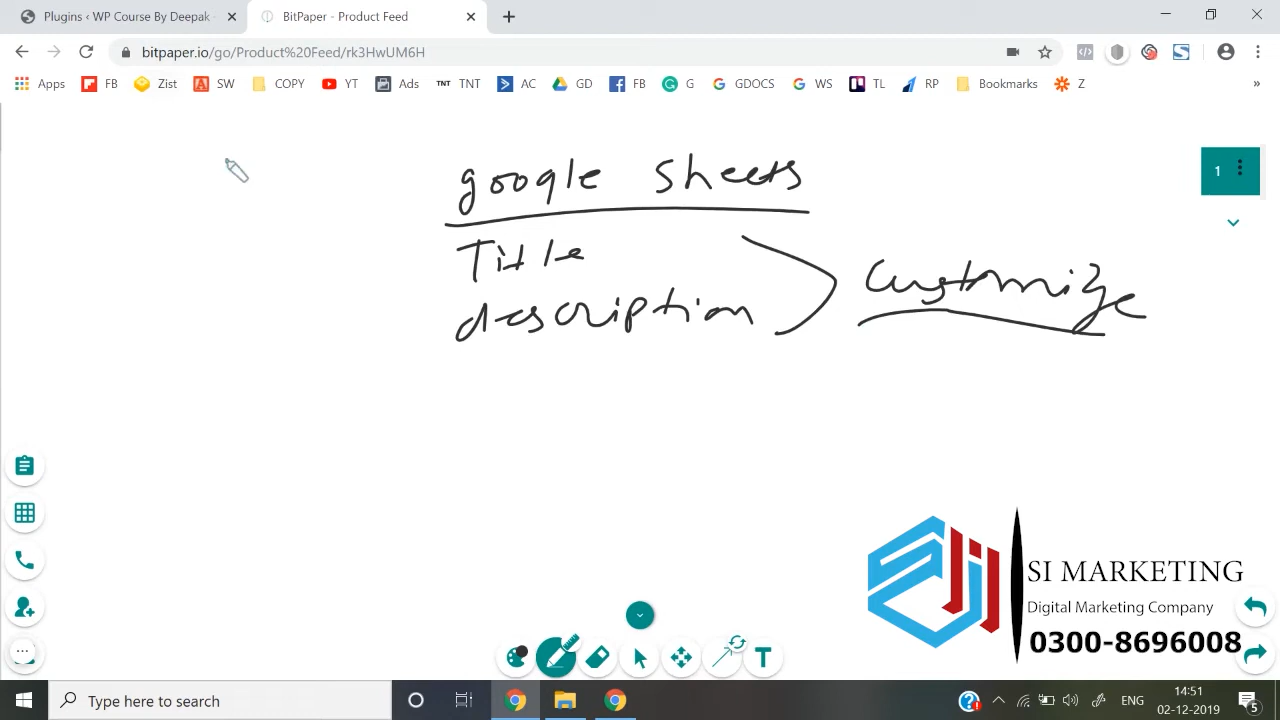 Plugins ‹ WP Course By Deepak -
BitPaper - Product Feed
bitpaper.io/go/Product%20Feed/rk3HwUM6H
Apps FB Zist SW COPY YT Ads TNT TNT AC GD FB G GDOCS WS TL RP Bookmarks Z »
google sheets
1
Title
description
customize
SI MARKETING
Digital Marketing Company
0300-8696008
T
Type here to search
ENG
14:51
02-12-2019
5